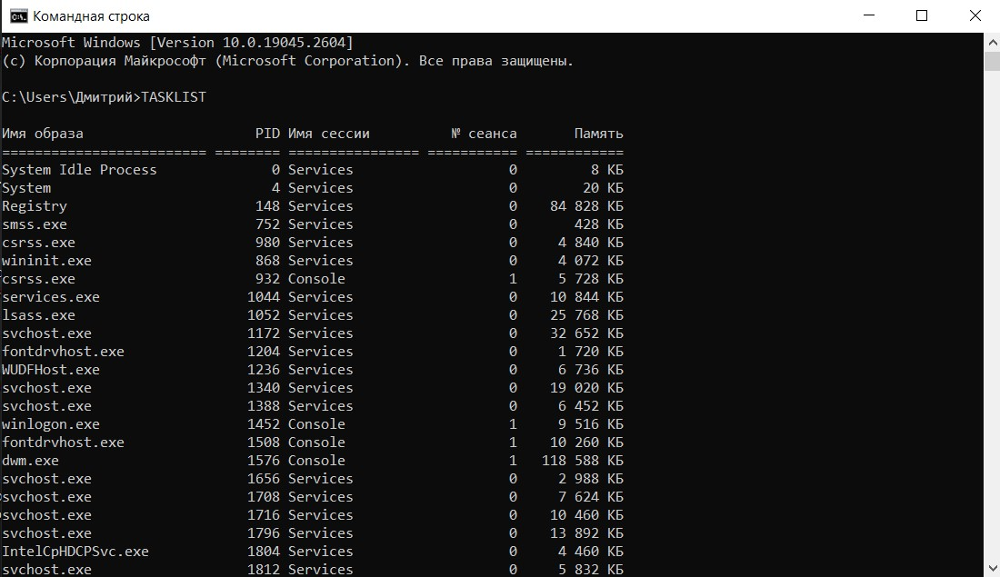 Командная строка
Microsoft Windows [Version 10.0.19045.2604]
(c) Корпорация Майкрософт (Microsoft Corporation). Все права защищены.
C:\Users\Дмитрий>TASKLIST
Имя образа                     PID Имя сессии          № сеанса       Память
========================= ======== ================ =========== ============
System Idle Process              0 Services                   0         8 КБ
System                           4 Services                   0        20 КБ
Registry                       148 Services                   0    84 828 КБ
smss.exe                       752 Services                   0       428 КБ
csrss.exe                      980 Services                   0     4 840 КБ
wininit.exe                    868 Services                   0     4 072 КБ
csrss.exe                      932 Console                    1     5 728 КБ
services.exe                  1044 Services                   0    10 844 КБ
lsass.exe                     1052 Services                   0    25 768 КБ
svchost.exe                   1172 Services                   0    32 652 КБ
fontdrvhost.exe               1204 Services                   0     1 720 КБ
WUDFHost.exe                  1236 Services                   0     6 736 КБ
svchost.exe                   1340 Services                   0    19 020 КБ
svchost.exe                   1388 Services                   0     6 452 КБ
winlogon.exe                  1452 Console                    1     9 516 КБ
fontdrvhost.exe               1508 Console                    1    10 260 КБ
dwm.exe                       1576 Console                    1   118 588 КБ
svchost.exe                   1656 Services                   0     2 988 КБ
svchost.exe                   1708 Services                   0     7 624 КБ
svchost.exe                   1716 Services                   0    10 460 КБ
svchost.exe                   1796 Services                   0    13 892 КБ
IntelCpHDCPSvc.exe            1804 Services                   0     4 460 КБ
svchost.exe                   1812 Services                   0     5 832 КБ